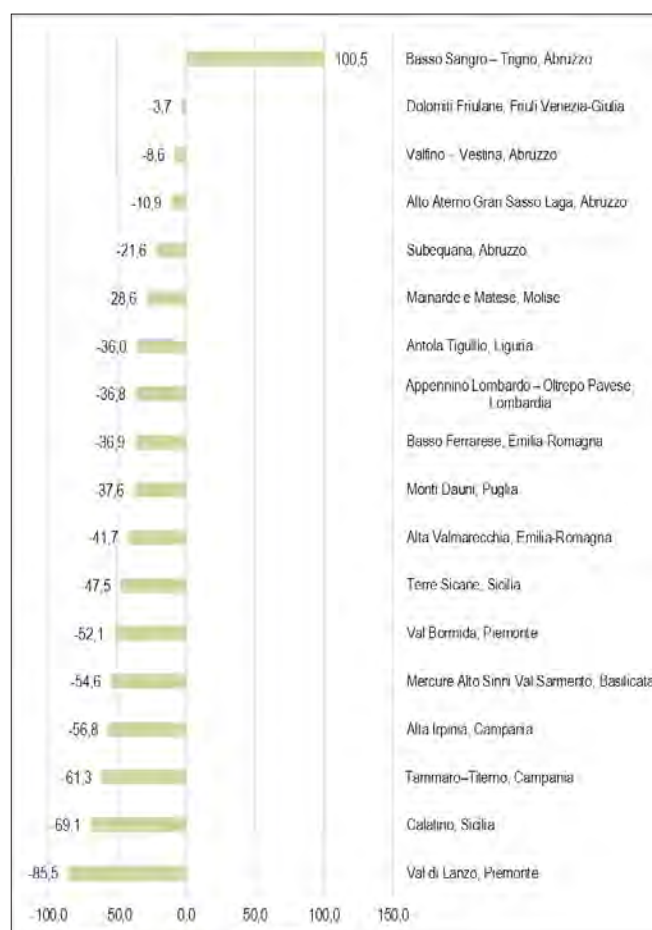 100,5 Basso Sangro – Trigno, Abruzzo
-3,7 Dolomiti Friulane, Friuli Venezia-Giulia
-8,6 Valfino – Vestina, Abruzzo
-10,9 Alto Aterno Gran Sasso Laga, Abruzzo
-21,6 Subequana, Abruzzo
-28,6 Mainarde e Matese, Molise
-36,0 Antola Tigullio, Liguria
-36,8 Appennino Lombardo – Oltrepo Pavese,
Lombardia
-36,9 Basso Ferrarese, Emilia-Romagna
-37,6 Monti Dauni, Puglia
-41,7 Alta Valmarecchia, Emilia-Romagna
-47,5 Terre Sicane, Sicilia
-52,1 Val Bormida, Piemonte
-54,6 Mercure Alto Sinni Val Sarmento, Basilicata
-56,8 Alta Irpinia, Campania
-61,3 Tammaro–Titerno, Campania
-69,1 Calatino, Sicilia
-85,5 Val di Lanzo, Piemonte
-100,0 50,0 0,0 50,0 100,0 150,0